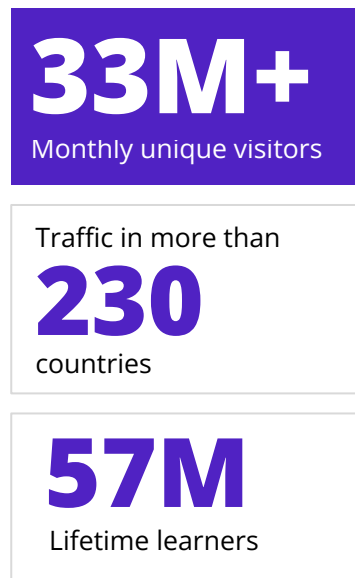 33M+
Monthly unique visitors
Traffic in more than
230
countries
57M
Lifetime learners